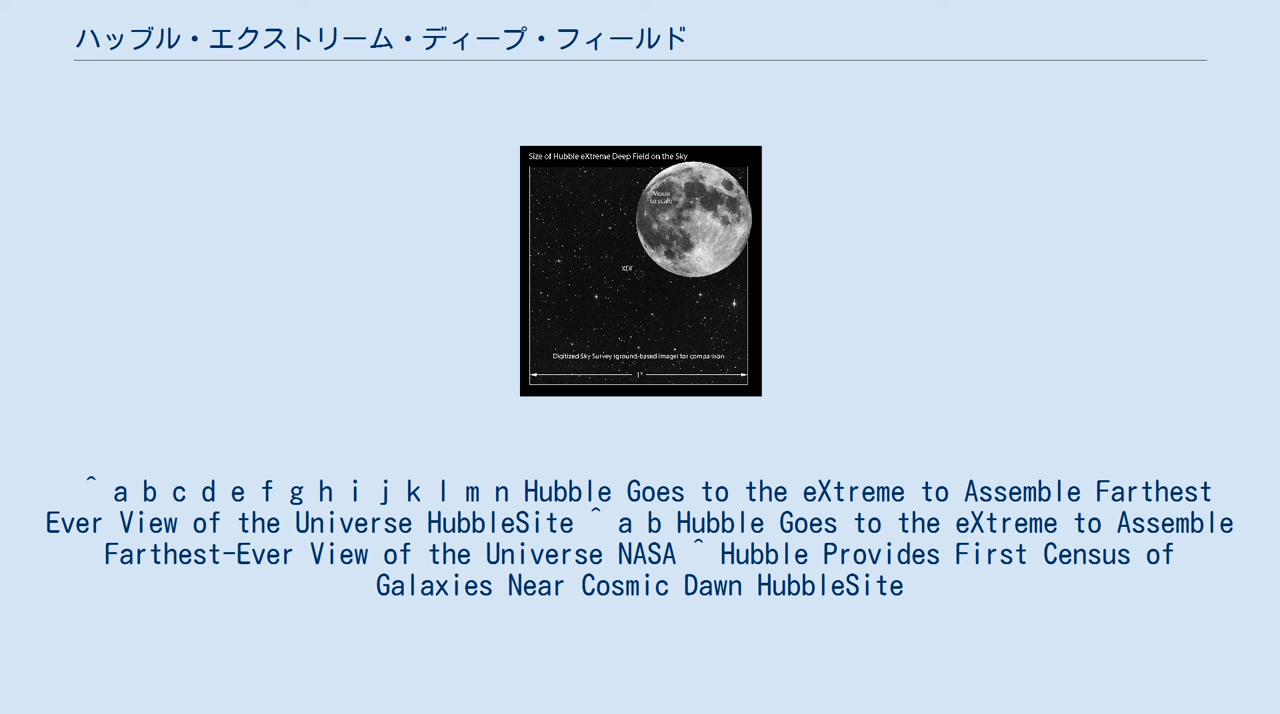 ハッブル・エクストリーム・ディープ・フィールド
Size of Hubble eXtreme Deep Field on the Sky
Moon
to scale
XDF
Digitized Sky Survey (ground-based image) for comparison
1°
^ a b c d e f g h i j k l m n Hubble Goes to the eXtreme to Assemble Farthest
Ever View of the Universe HubbleSite ^ a b Hubble Goes to the eXtreme to Assemble
Farthest-Ever View of the Universe NASA ^ Hubble Provides First Census of
Galaxies Near Cosmic Dawn HubbleSite